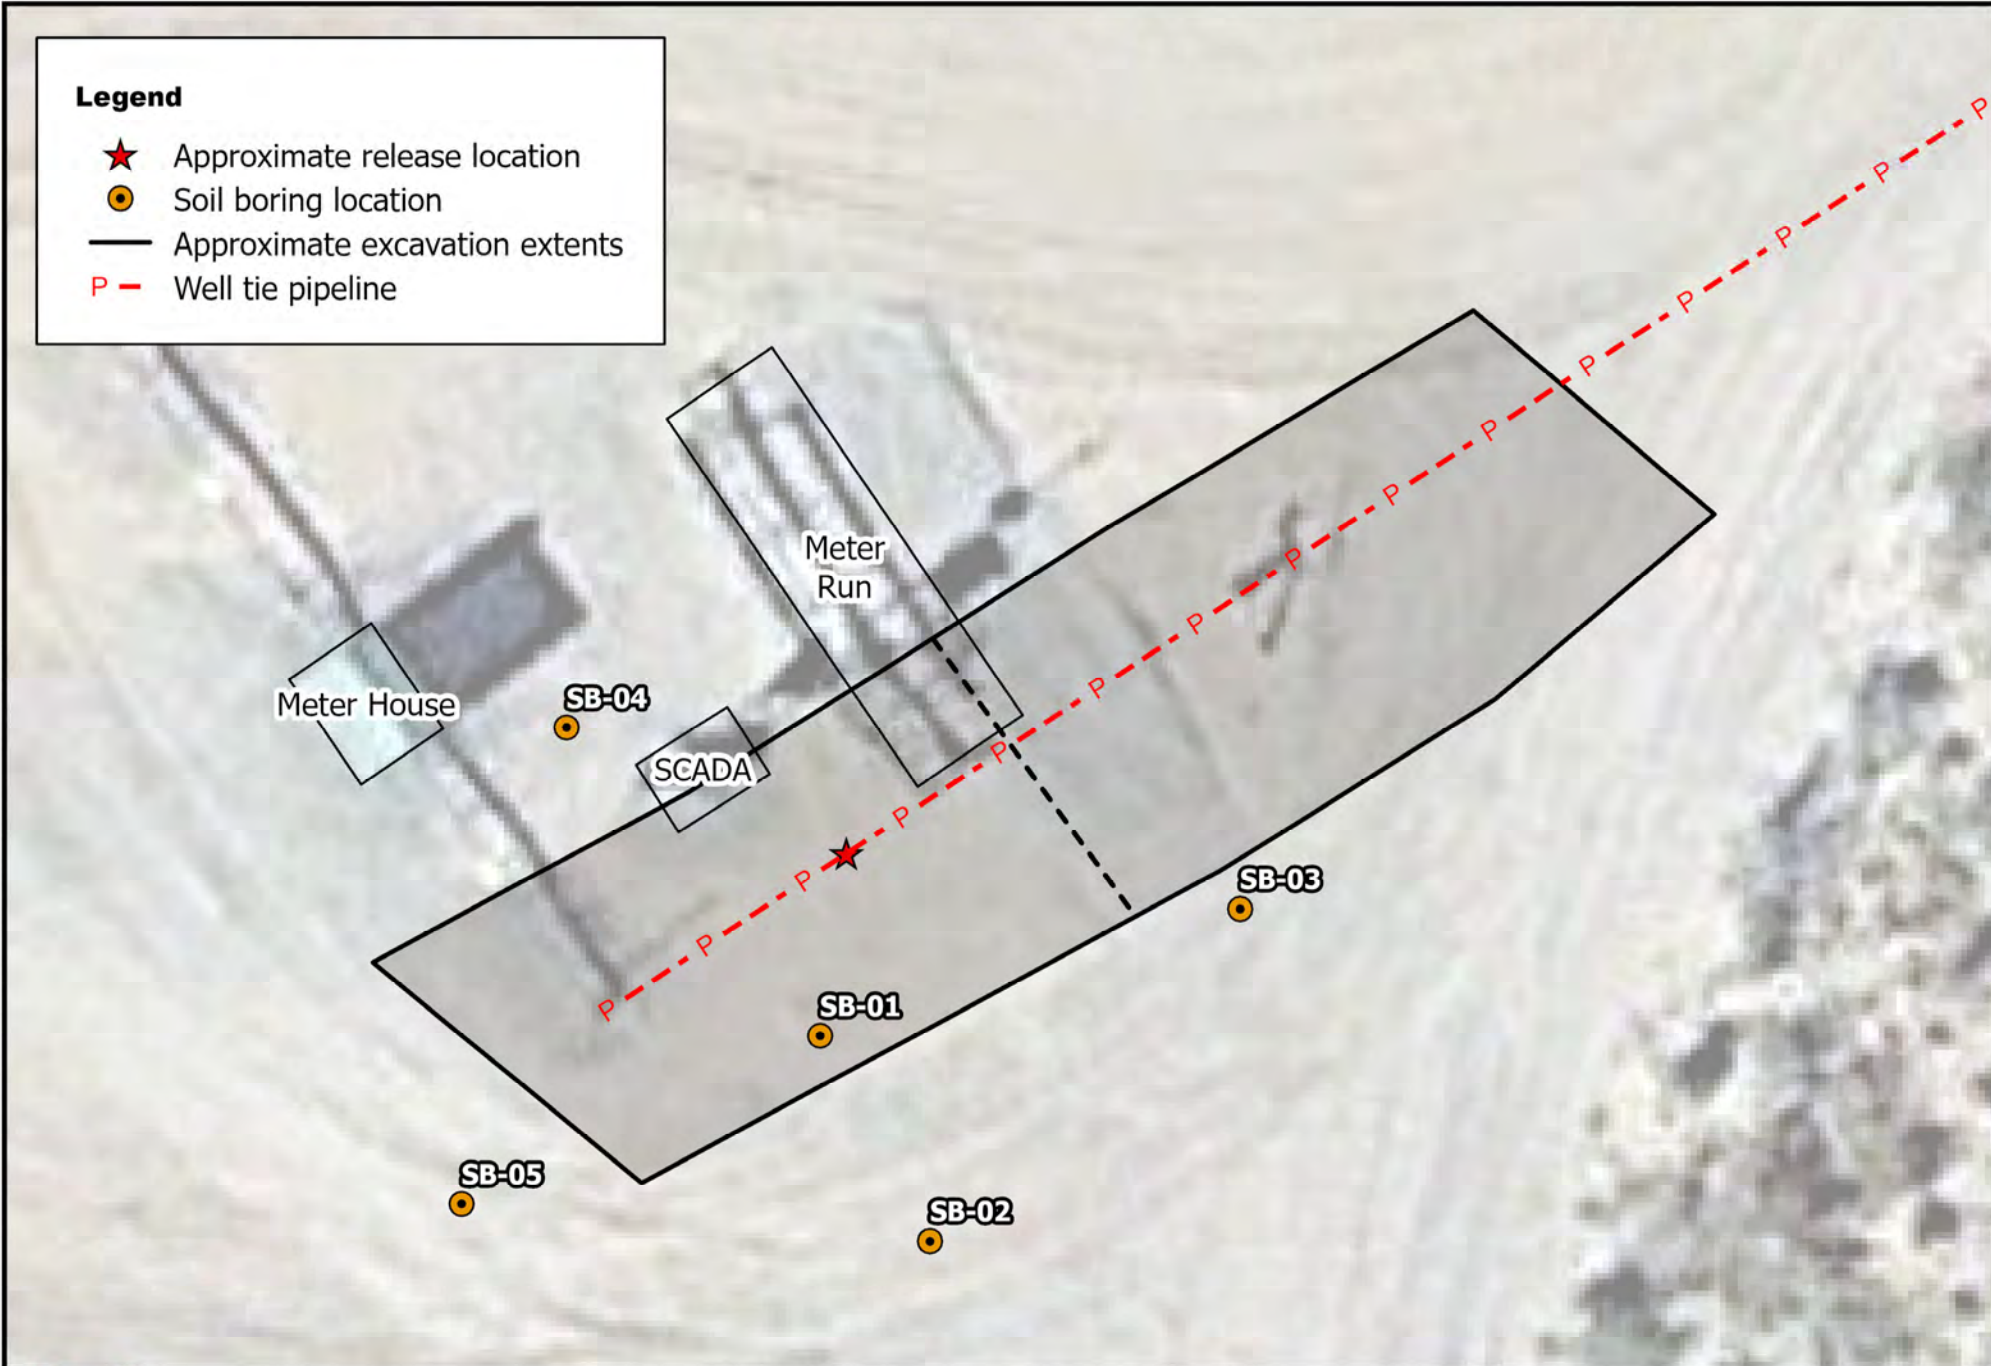 Legend
Approximate release location
Soil boring location
Approximate excavation extents
P Well tie pipeline
P
P
P
P
P
P
P
Meter
Run
P
P
P
Meter House
SB-04
SCADA
P
P
P
SB-03
P
SB-01
P
SB-05
SB-02